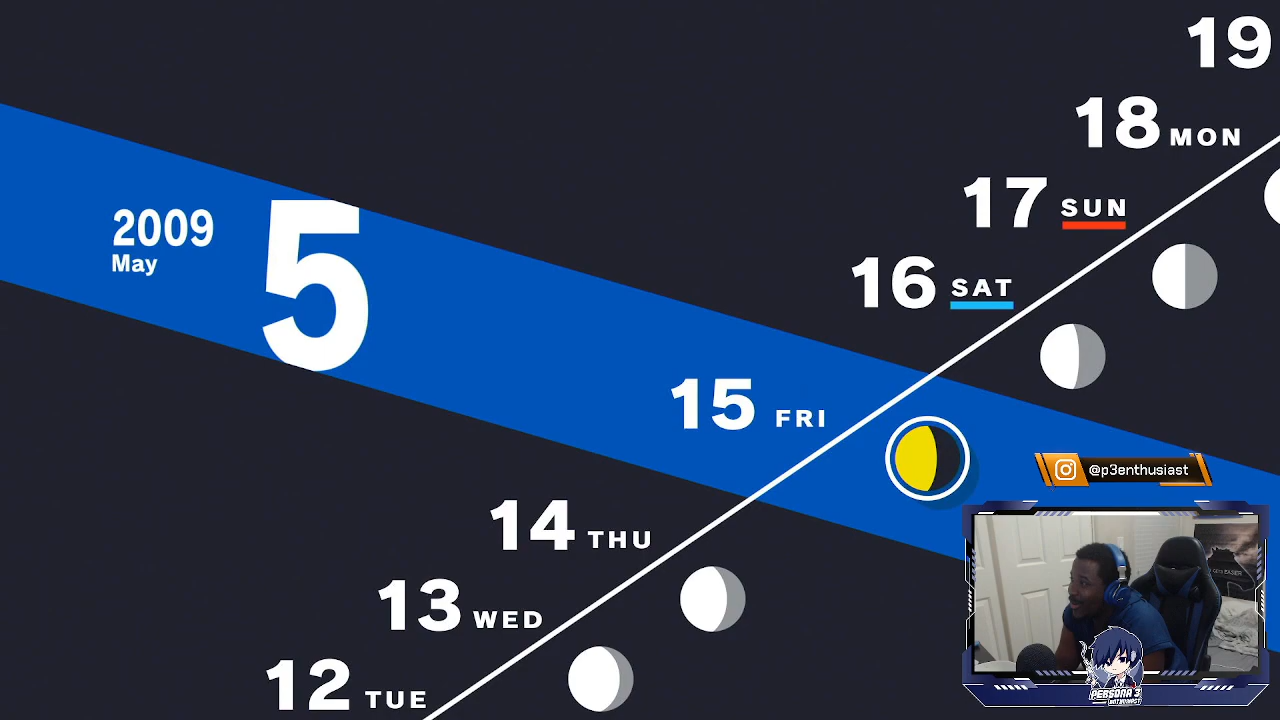 19
18 MON
17 SUN
2009
May
5
16 SAT
15 FRI
@p3enthusiast
14 THU
13 WED
12 TUE
PERSONA 3
ENTHUSIAST